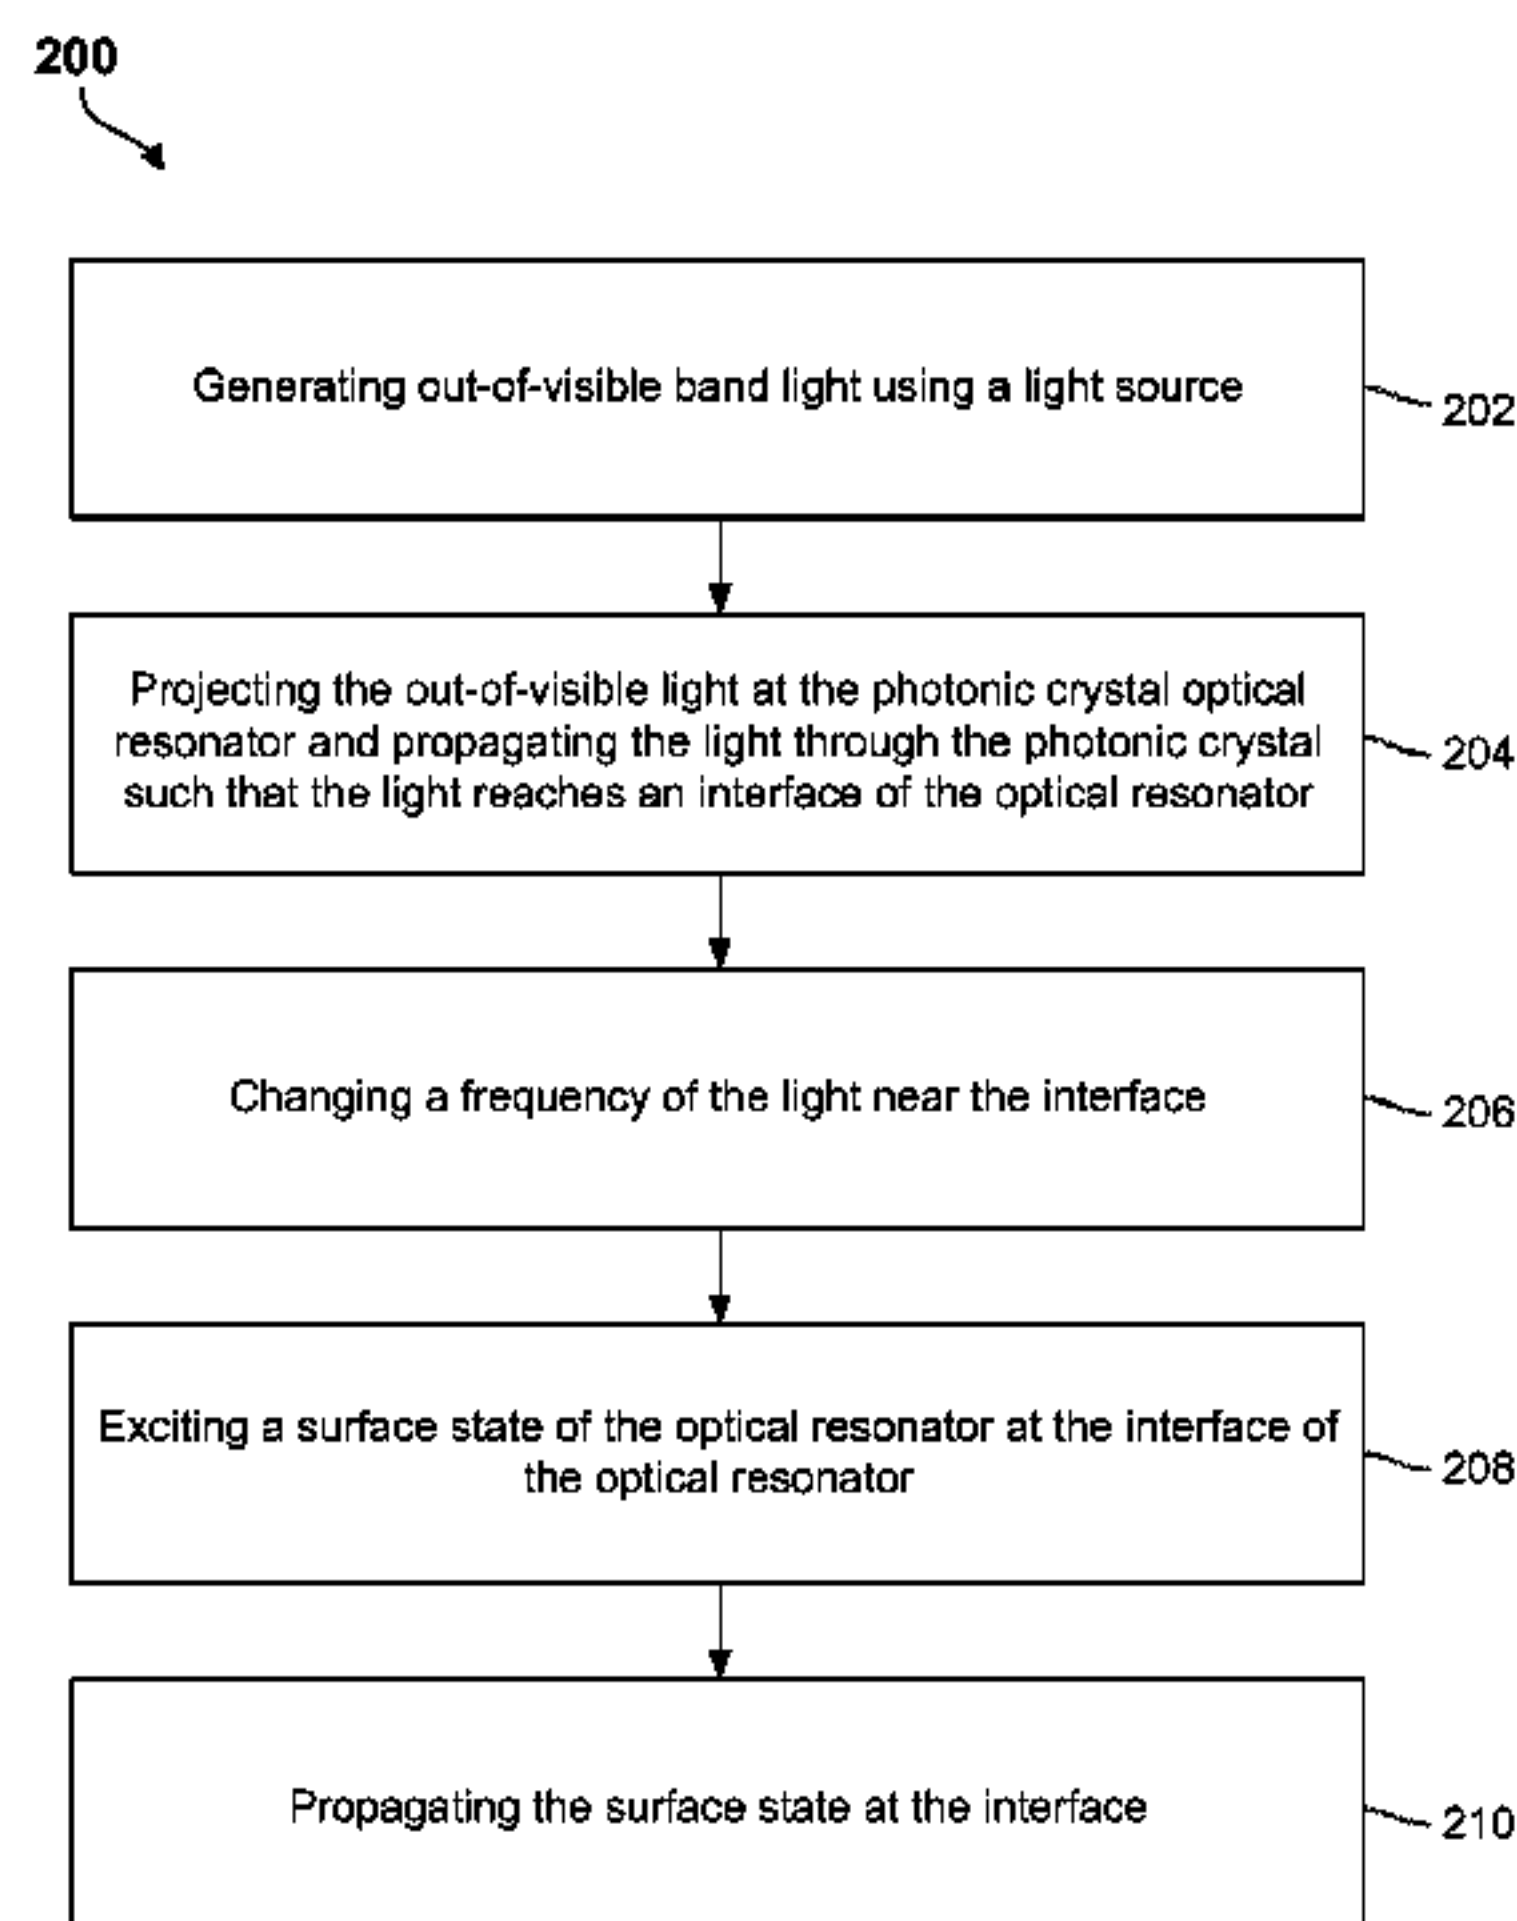 200
Generating out-of-visible band light using a light source
202
Projecting the out-of-visible light at the photonic crystal optical
resonator and propagating the light through the photonic crystal
such that the light reaches an interface of the optical resonator
204
Changing a frequency of the light near the interface
206
Exciting a surface state of the optical resonator at the interface of
the optical resonator
208
Propagating the surface state at the interface
210